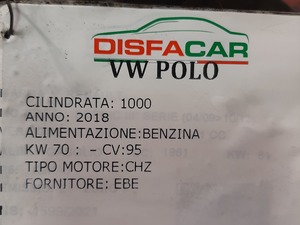 DISFACAR
VW POLO
CILINDRATA: 1000
ANNO: 2018
ALIMENTAZIONE:BENZINA
KW 70 : - CV:95
TIPO MOTORE:CHZ
FORNITORE: EBE